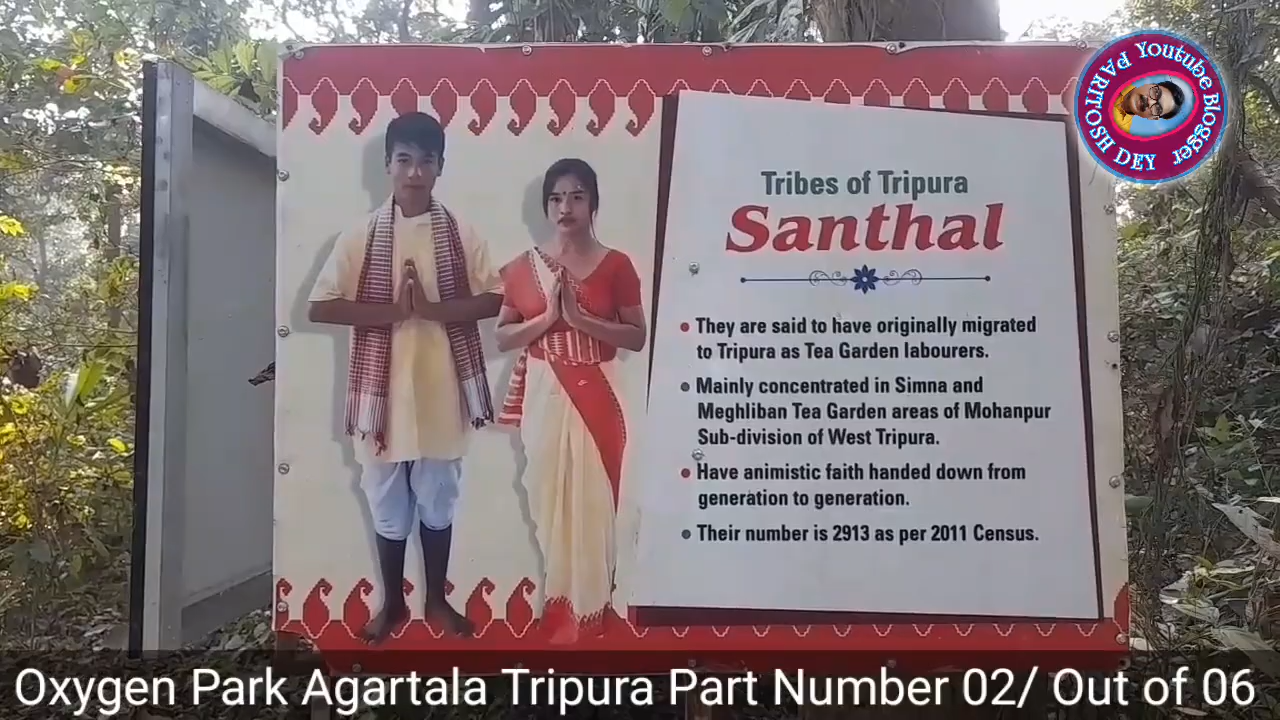 Youtube Blogger
PARITOSH DEY
Tribes of Tripura
Santhal
They are said to have originally migrated
to Tripura as Tea Garden labourers.
Mainly concentrated in Simna and
Meghliban Tea Garden areas of Mohanpur
Sub-division of West Tripura.
Have animistic faith handed down from
generation to generation.
Their number is 2913 as per 2011 Census.
Oxygen Park Agartala Tripura Part Number 02/ Out of 06